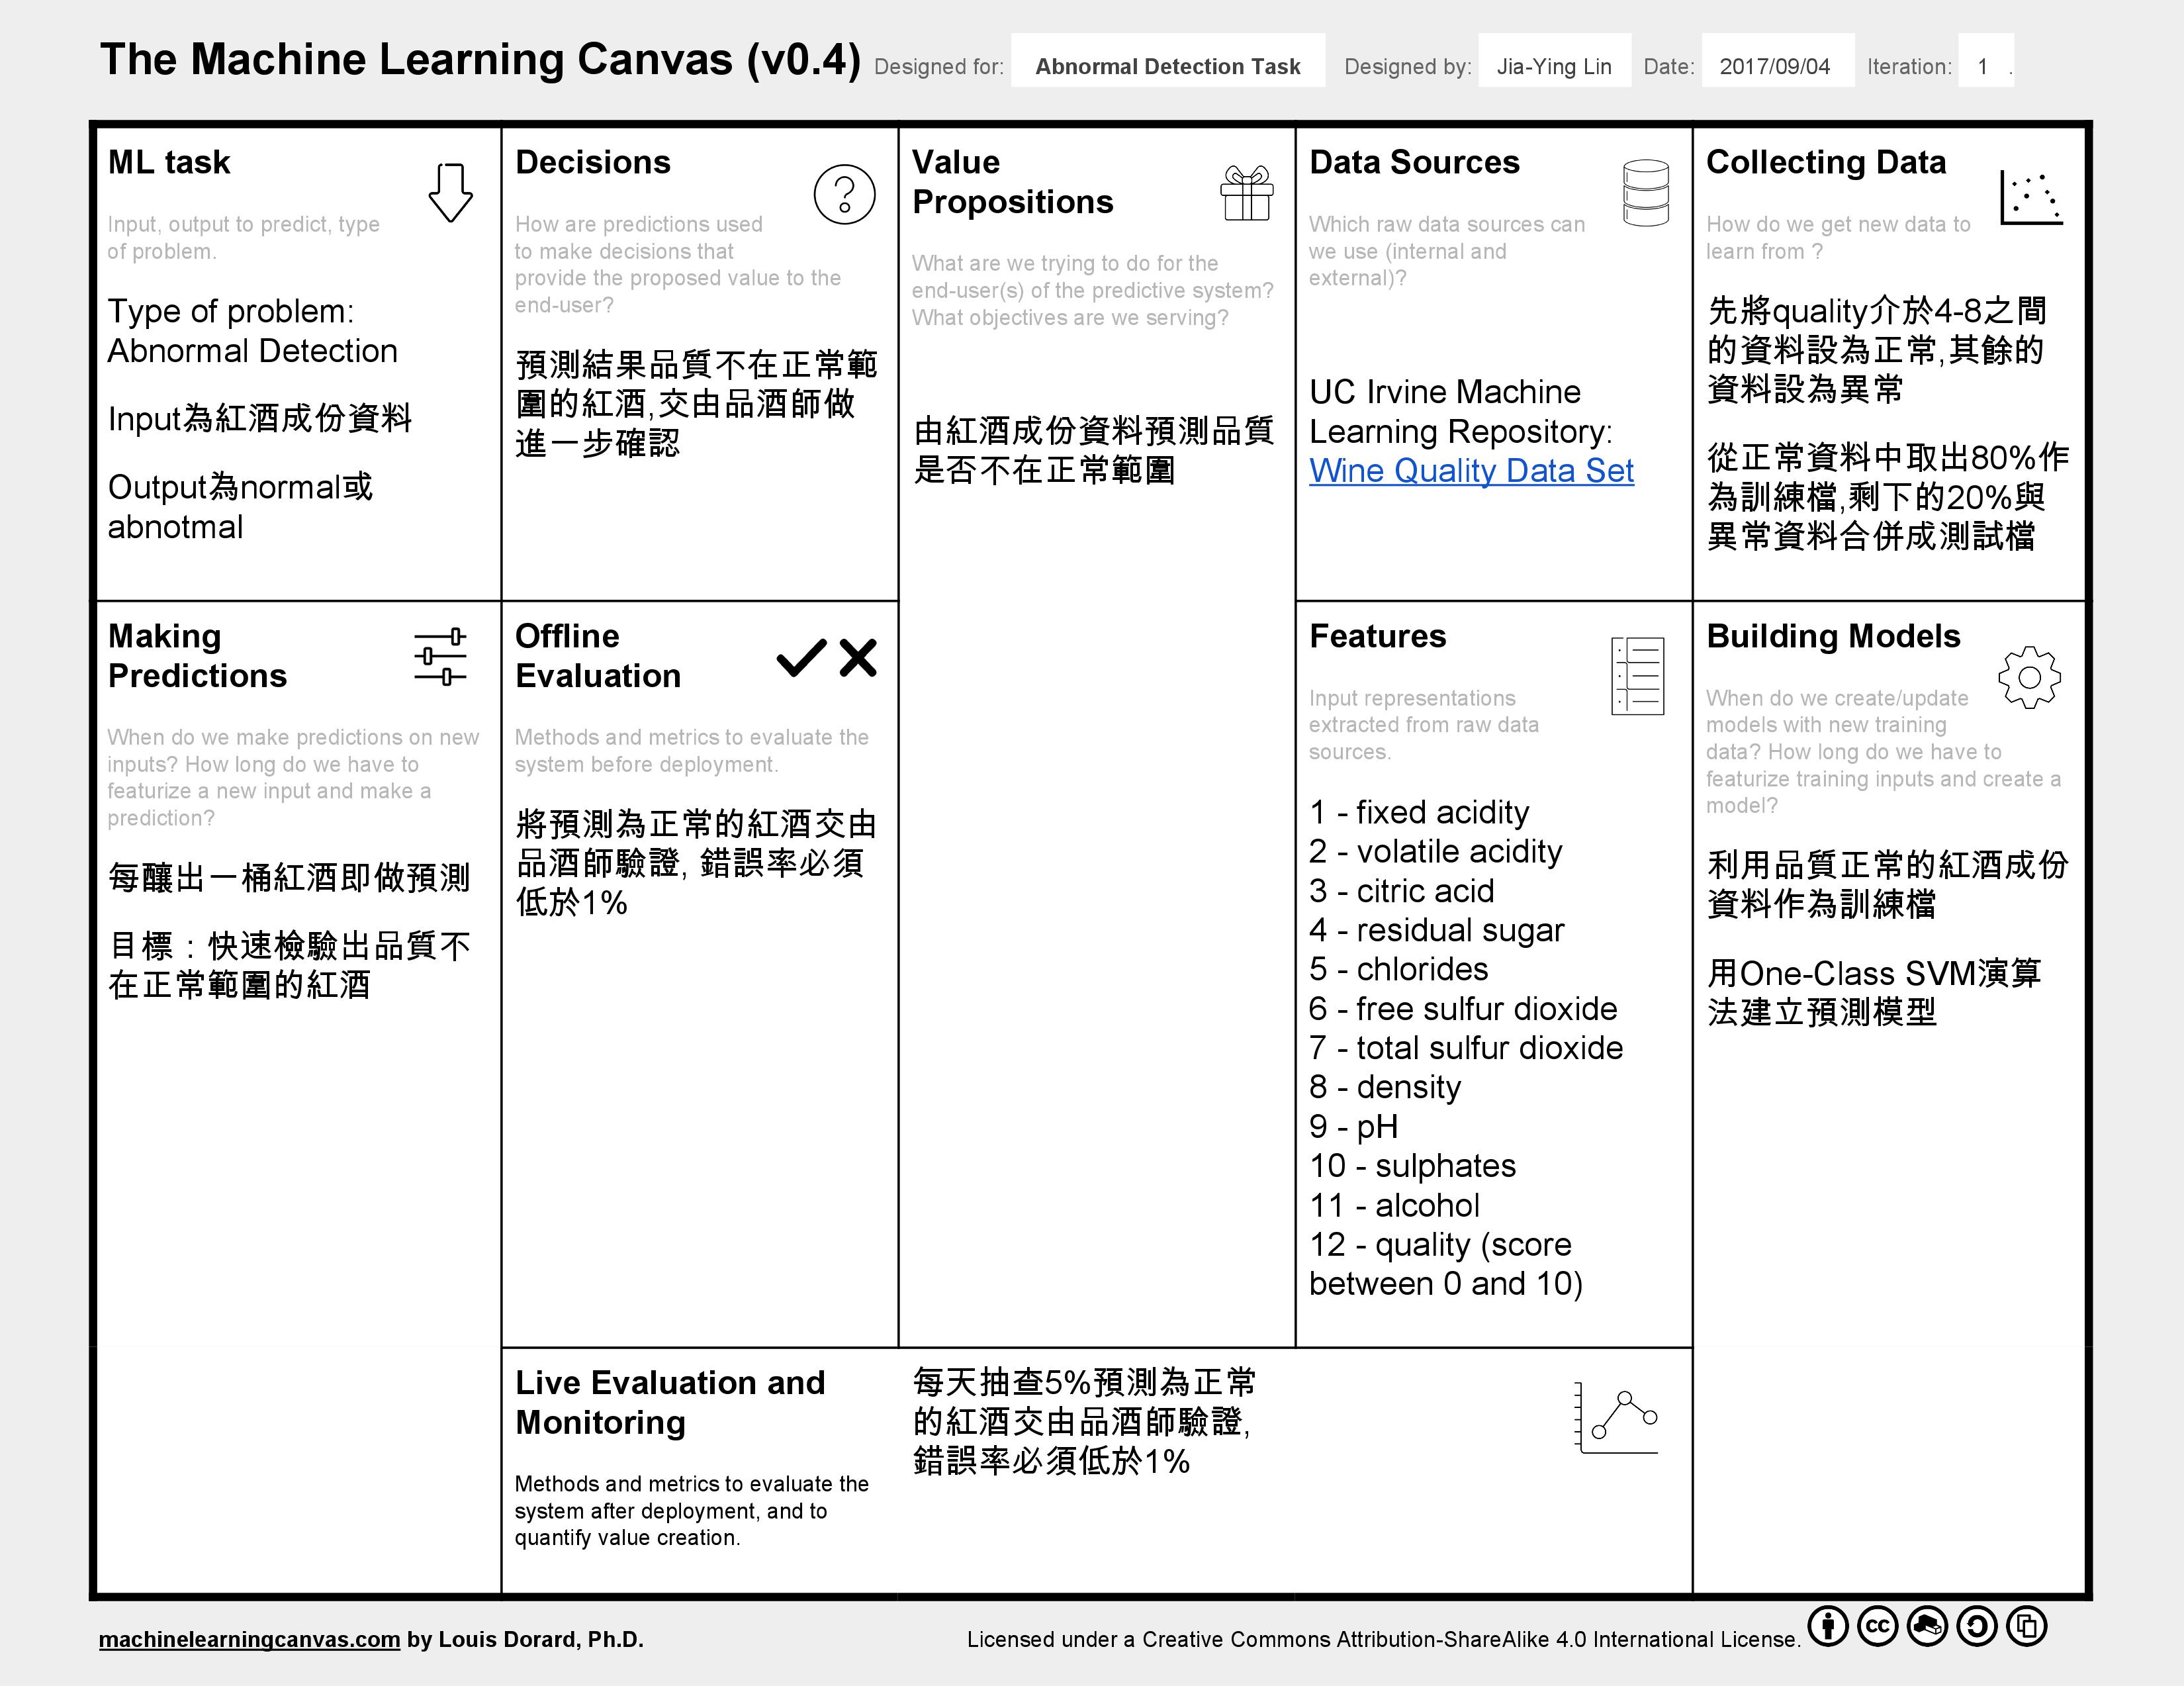 The Machine Learning Canvas (v0.4)
Designed for: Abnormal Detection Task
Designed by: Jia-Ying Lin
Date: 2017/09/04
Iteration: 1 .
ML task
Input, output to predict, type
of problem.
Type of problem:
Abnormal Detection
Input為紅酒成份資料
Output為normal或
abnotmal
Decisions
How are predictions used
to make decisions that
provide the proposed value to the
end-user?
預測結果品質不在正常範
圍的紅酒,交由品酒師做
進一步確認
Value
Propositions
What are we trying to do for the
end-user(s) of the predictive system?
What objectives are we serving?
由紅酒成份資料預測品質
是否不在正常範圍
Data Sources
Which raw data sources can
we use (internal and
external)?
UC Irvine Machine
Learning Repository:
Wine Quality Data Set
Collecting Data
How do we get new data to
learn from ?
先將quality介於4-8之間
的資料設為正常,其餘的
資料設為異常
從正常資料中取出80%作
為訓練檔,剩下的20%與
異常資料合併成測試檔
Making
Predictions
When do we make predictions on new
inputs? How long do we have to
featurize a new input and make a
prediction?
每釀出一桶紅酒即做預測
目標：快速檢驗出品質不
在正常範圍的紅酒
Offline
Evaluation
Methods and metrics to evaluate the
system before deployment.
將預測為正常的紅酒交由
品酒師驗證, 錯誤率必須
低於1%
Features
Input representations
extracted from raw data
sources.
1 - fixed acidity
2 - volatile acidity
3 - citric acid
4 - residual sugar
5 - chlorides
6 - free sulfur dioxide
7 - total sulfur dioxide
8 - density
9 - pH
10 - sulphates
11 - alcohol
12 - quality (score
between 0 and 10)
Building Models
When do we create/update
models with new training
data? How long do we have to
featurize training inputs and create a
model?
利用品質正常的紅酒成份
資料作為訓練檔
用One-Class SVM演算
法建立預測模型
Live Evaluation and
Monitoring
Methods and metrics to evaluate the
system after deployment, and to
quantify value creation.
每天抽查5%預測為正常
的紅酒交由品酒師驗證,
錯誤率必須低於1%
machinelearningcanvas.com by Louis Dorard, Ph.D.
Licensed under a Creative Commons Attribution-ShareAlike 4.0 International License.
cc